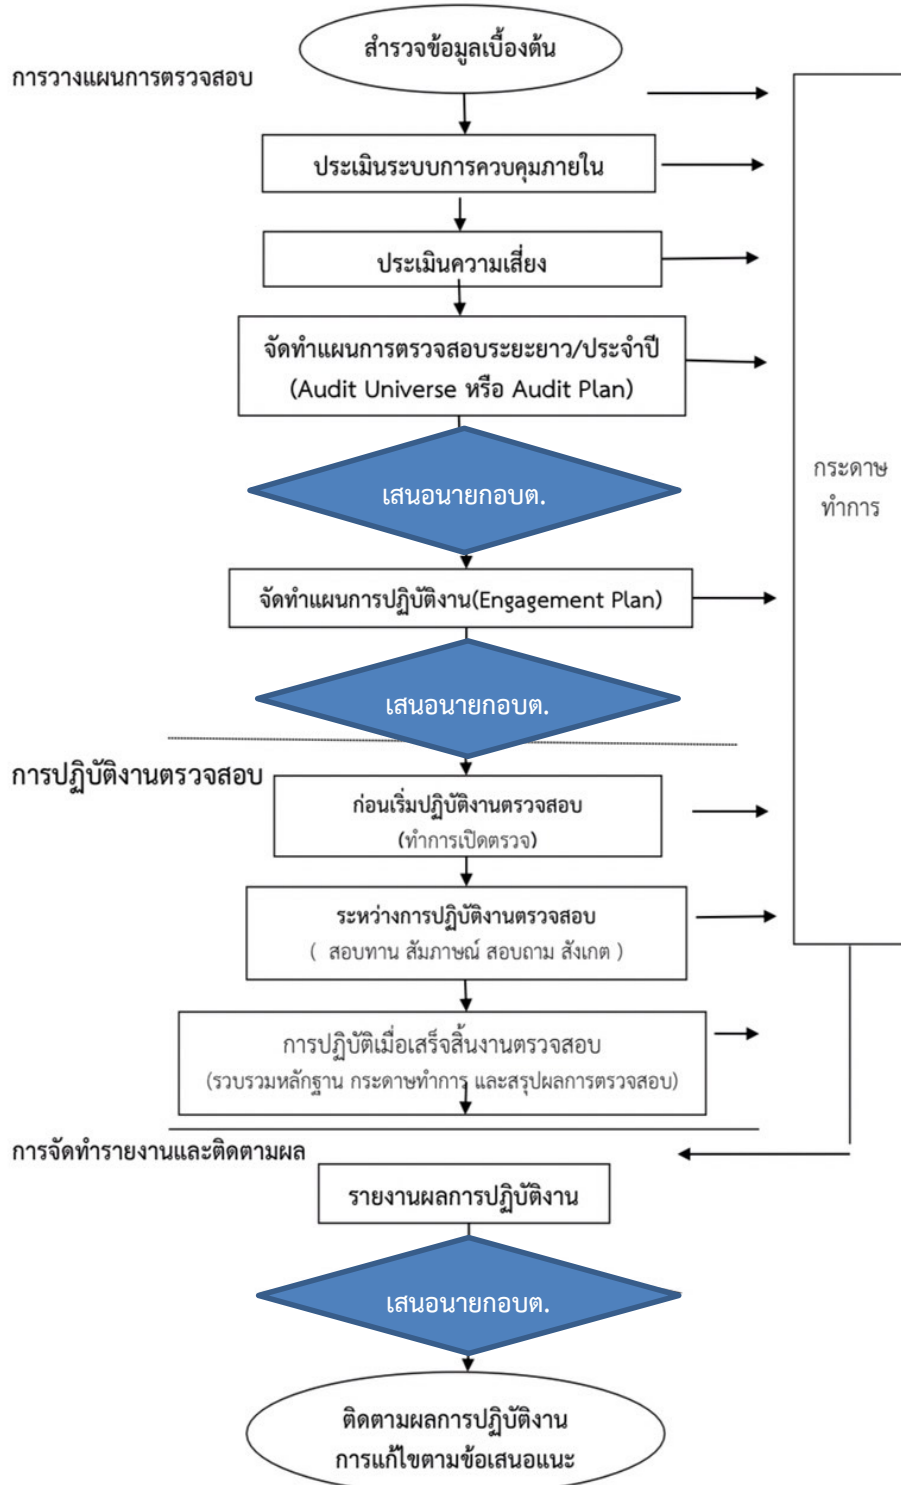 สำรวจข้อมูลเบื้องต้น
การวางแผนการตรวจสอบ
ประเมินระบบการควบคุมภายใน
ประเมินความเสี่ยง
จัดทำแผนการตรวจสอบระยะยาว/ประจำปี
(Audit Universe หรือ Audit Plan)
กระดาษ
ทำการ
เสนอนายกอบต.
จัดทำแผนการปฏิบัติงาน(Engagement Plan)
เสนอนายกอบต.
การปฏิบัติงานตรวจสอบ
ก่อนเริ่มปฏิบัติงานตรวจสอบ
(ทำการเปิดตรวจ)
ระหว่างการปฏิบัติงานตรวจสอบ
( สอบทาน สัมภาษณ์ สอบถาม สังเกต )
การปฏิบัติเมื่อเสร็จสิ้นงานตรวจสอบ
(รวบรวมหลักฐาน กระดาษทำการ และสรุปผลการตรวจสอบ)
การจัดทำรายงานและติดตามผล
รายงานผลการปฏิบัติงาน
เสนอนายกอบต.
ติดตามผลการปฏิบัติงาน
การแก้ไขตามข้อเสนอแนะ